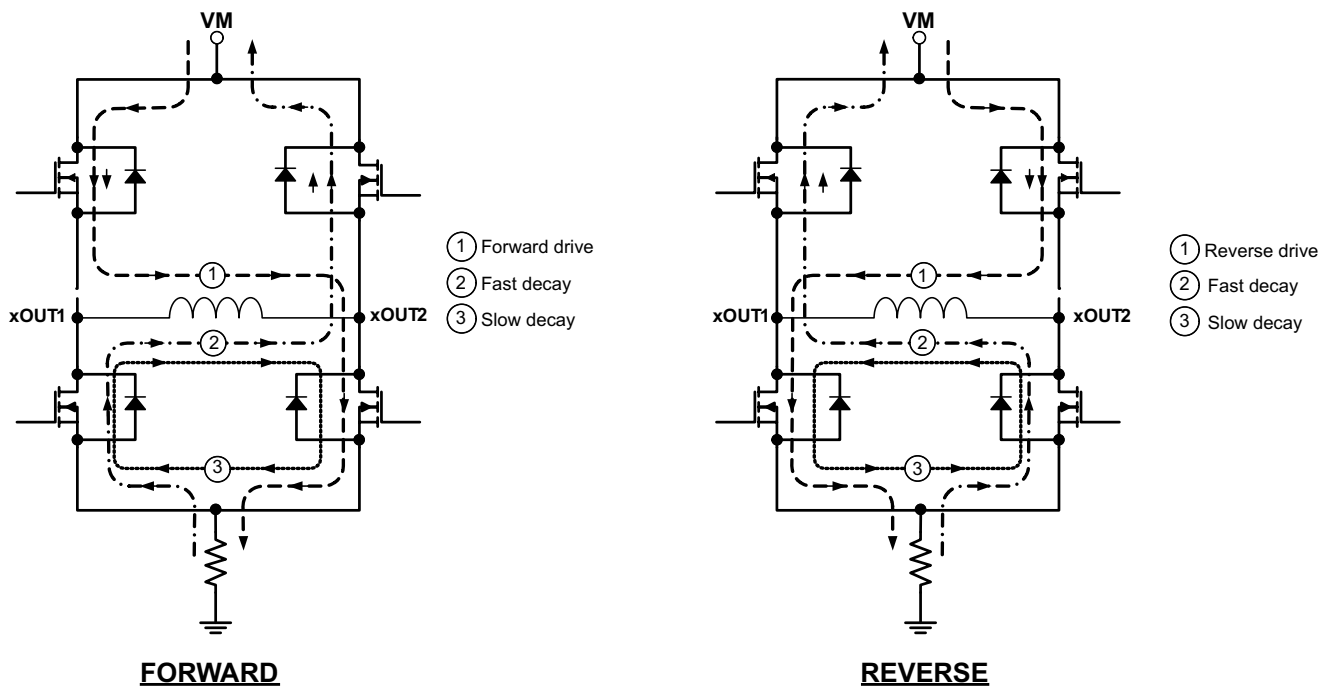 VM
1
xOUT1
xOUT2
2
3
1 Forward drive
2 Fast decay
3 Slow decay
FORWARD
VM
1
xOUT1
xOUT2
2
3
1 Reverse drive
2 Fast decay
3 Slow decay
REVERSE